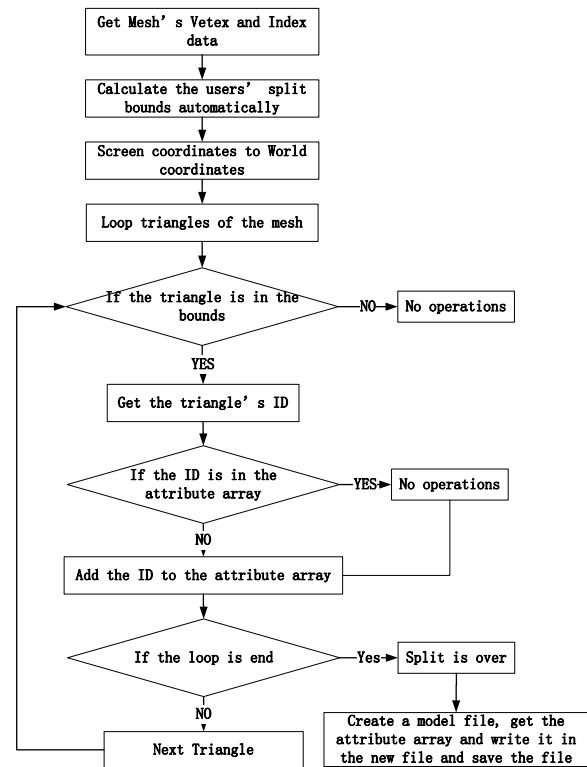 Get Mesh's Vetex and Index
data
Calculate the users' split
bounds automatically
Screen coordinates to World
coordinates
Loop triangles of the mesh
If the triangle is in the
bounds
NO
No operations
YES
Get the triangle's ID
If the ID is in the
attribute array
YES
No operations
NO
Add the ID to the attribute array
If the loop is end
Yes
Split is over
NO
Next Triangle
Create a model file, get the
attribute array and write it in
the new file and save the file